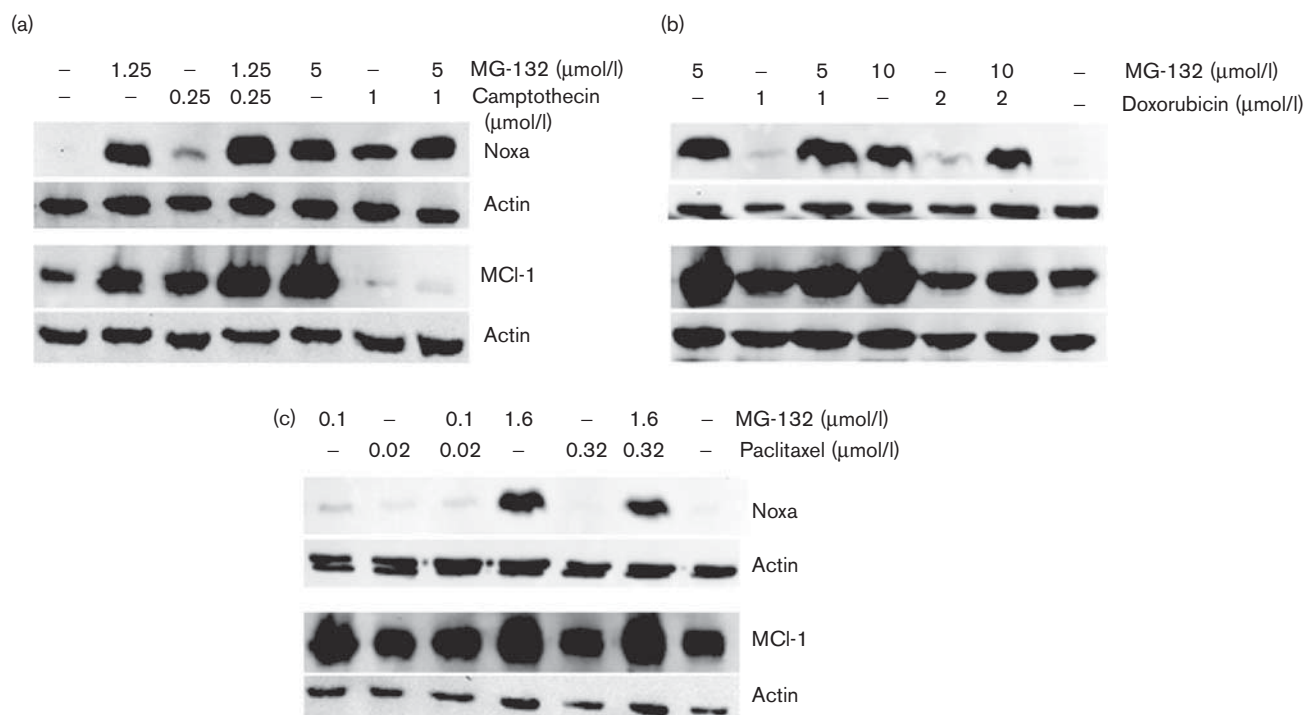 (a)
– 1.25 – 1.25 5 – 5 MG-132 (μmol/l)
– – 0.25 0.25 – 1 1 Camptothecin
(μmol/l)
Noxa
Actin
MCl-1
Actin
(b)
5 – 5 10 – 10 – MG-132 (μmol/l)
– 1 1 – 2 2 – Doxorubicin (μmol/l)
(c) 0.1 – 0.1 1.6 – 1.6 – MG-132 (μmol/l)
– 0.02 0.02 – 0.32 0.32 – Paclitaxel (μmol/l)
Noxa
Actin
MCl-1
Actin